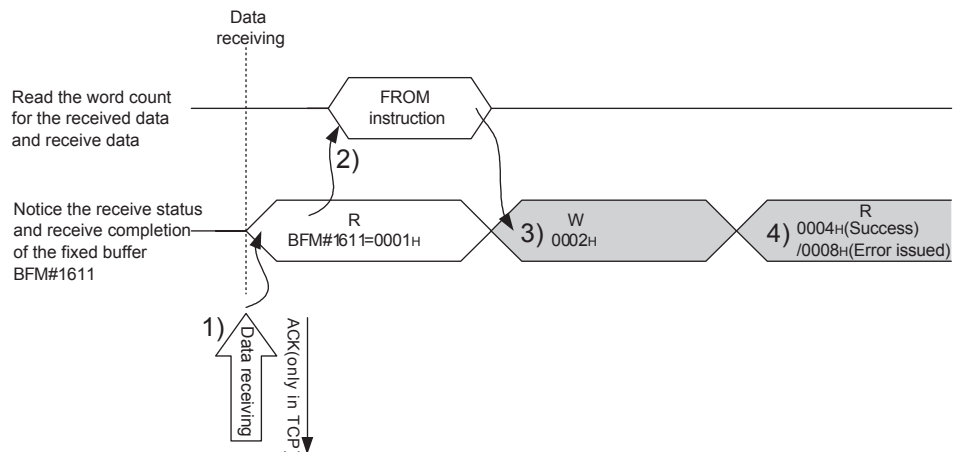 Data
receiving
Read the word count
for the received data
and receive data
FROM
instruction
2)
Notice the receive status
and receive completion
of the fixed buffer
BFM#1611
R
BFM#1611=0001H
3)
W
0002H
4)
R
0004H(Success)
/0008H(Error issued)
1)
Data receiving
ACK(only in TCP)